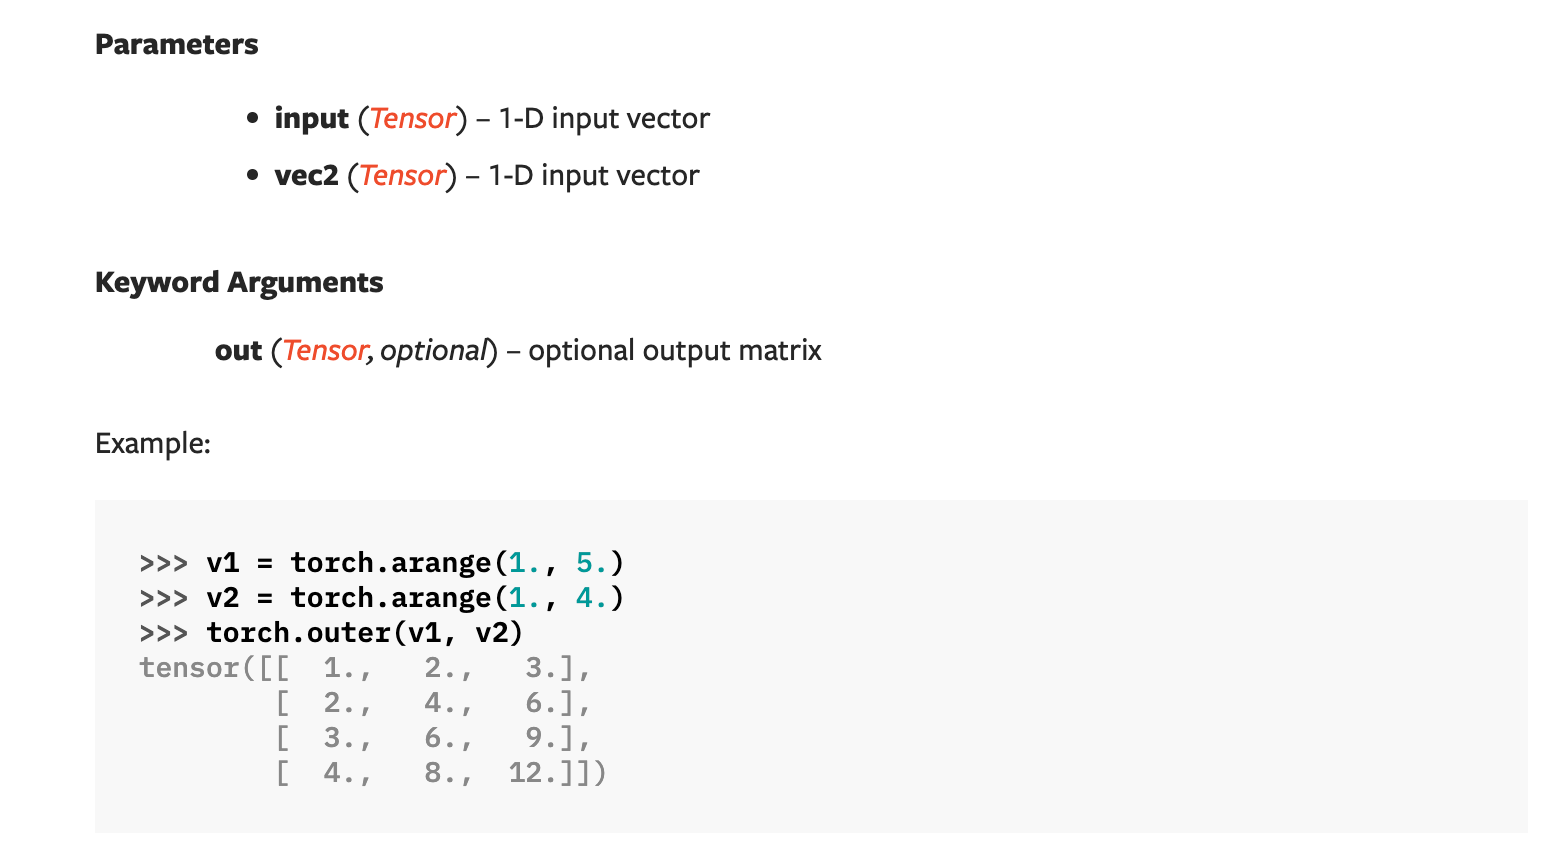 Parameters
• input (Tensor) – 1-D input vector
• vec2 (Tensor) – 1-D input vector
Keyword Arguments
out (Tensor, optional) – optional output matrix
Example:
>>> v1 = torch.arange(1., 5.)
>>> v2 = torch.arange(1., 4.)
>>> torch.outer(v1, v2)
tensor([[  1.,   2.,   3.],
        [  2.,   4.,   6.],
        [  3.,   6.,   9.],
        [  4.,   8.,  12.]])